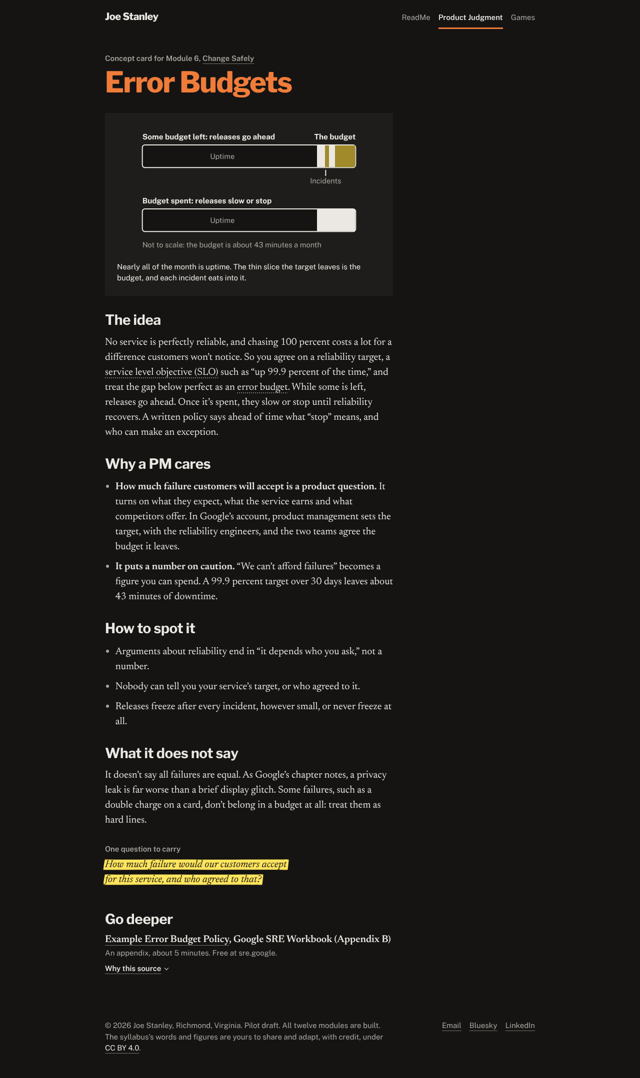 Joe Stanley
ReadMe Product Judgment Games
Concept card for Module 6, Change Safely
Error Budgets
Some budget left: releases go ahead The budget
Uptime
Incidents
Budget spent: releases slow or stop
Uptime
Not to scale: the budget is about 43 minutes a month
Nearly all of the month is uptime. The thin slice the target leaves is the
budget, and each incident eats into it.
The idea
No service is perfectly reliable, and chasing 100 percent costs a lot for a
difference customers won’t notice. So you agree on a reliability target, a
service level objective (SLO) such as “up 99.9 percent of the time,” and
treat the gap below perfect as an error budget. While some is left,
releases go ahead. Once it’s spent, they slow or stop until reliability
recovers. A written policy says ahead of time what “stop” means, and
who can make an exception.
Why a PM cares
• How much failure customers will accept is a product question. It
turns on what they expect, what the service earns and what
competitors offer. In Google’s account, product management sets the
target, with the reliability engineers, and the two teams agree the
budget it leaves.
• It puts a number on caution. “We can’t afford failures” becomes a
figure you can spend. A 99.9 percent target over 30 days leaves about
43 minutes of downtime.
How to spot it
• Arguments about reliability end in “it depends who you ask,” not a
number.
• Nobody can tell you your service’s target, or who agreed to it.
• Releases freeze after every incident, however small, or never freeze at
all.
What it does not say
It doesn’t say all failures are equal. As Google’s chapter notes, a privacy
leak is far worse than a brief display glitch. Some failures, such as a
double charge on a card, don’t belong in a budget at all: treat them as
hard lines.
One question to carry
How much failure would our customers accept
for this service, and who agreed to that?
Go deeper
Example Error Budget Policy, Google SRE Workbook (Appendix B)
An appendix, about 5 minutes. Free at sre.google.
Why this source
© 2026 Joe Stanley, Richmond, Virginia. Pilot draft. All twelve modules are built.
The syllabus’s words and figures are yours to share and adapt, with credit, under
CC BY 4.0.
Email Bluesky LinkedIn